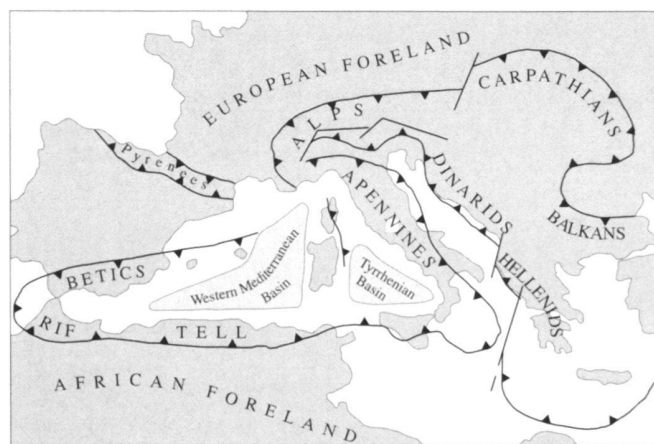 EUROPEAN FORELAND
CARPATHIANS
ALPS
Pyrenees
DINARIDS
APENNINES
BALKANS
BETICS
Western Mediterranean
Basin
Tyrrhenian
Basin
HELLENIDS
RIF
TELL
AFRICAN FORELAND